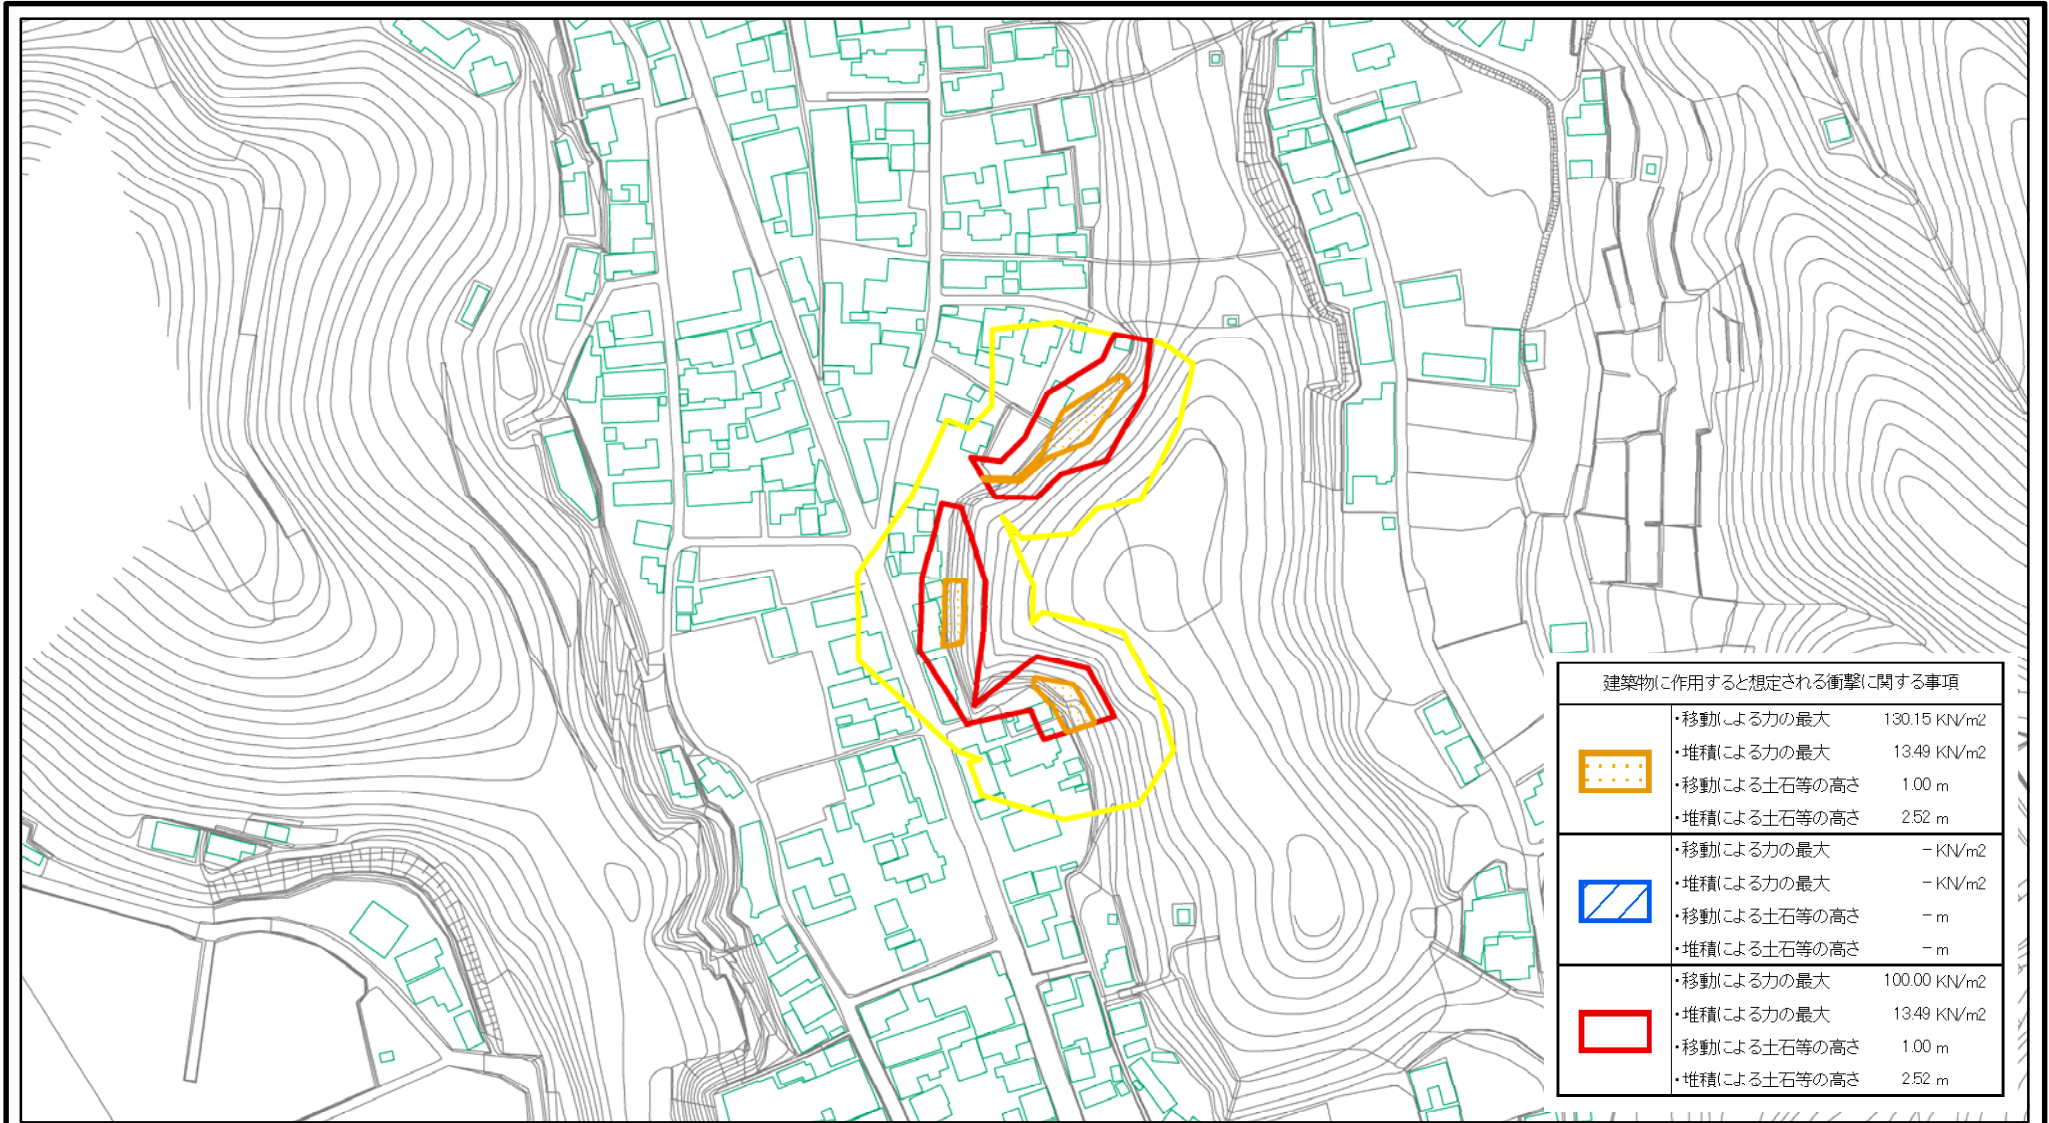 建築物に作用すると想定される衝撃に関する事項
・移動による力の最大 130.15 KN/m2
・堆積による力の最大 13.49 KN/m2
・移動による土石等の高さ 1.00 m
・堆積による土石等の高さ 2.52 m
・移動による力の最大 - KN/m2
・堆積による力の最大 - KN/m2
・移動による土石等の高さ - m
・堆積による土石等の高さ - m
・移動による力の最大 100.00 KN/m2
・堆積による力の最大 13.49 KN/m2
・移動による土石等の高さ 1.00 m
・堆積による土石等の高さ 2.52 m